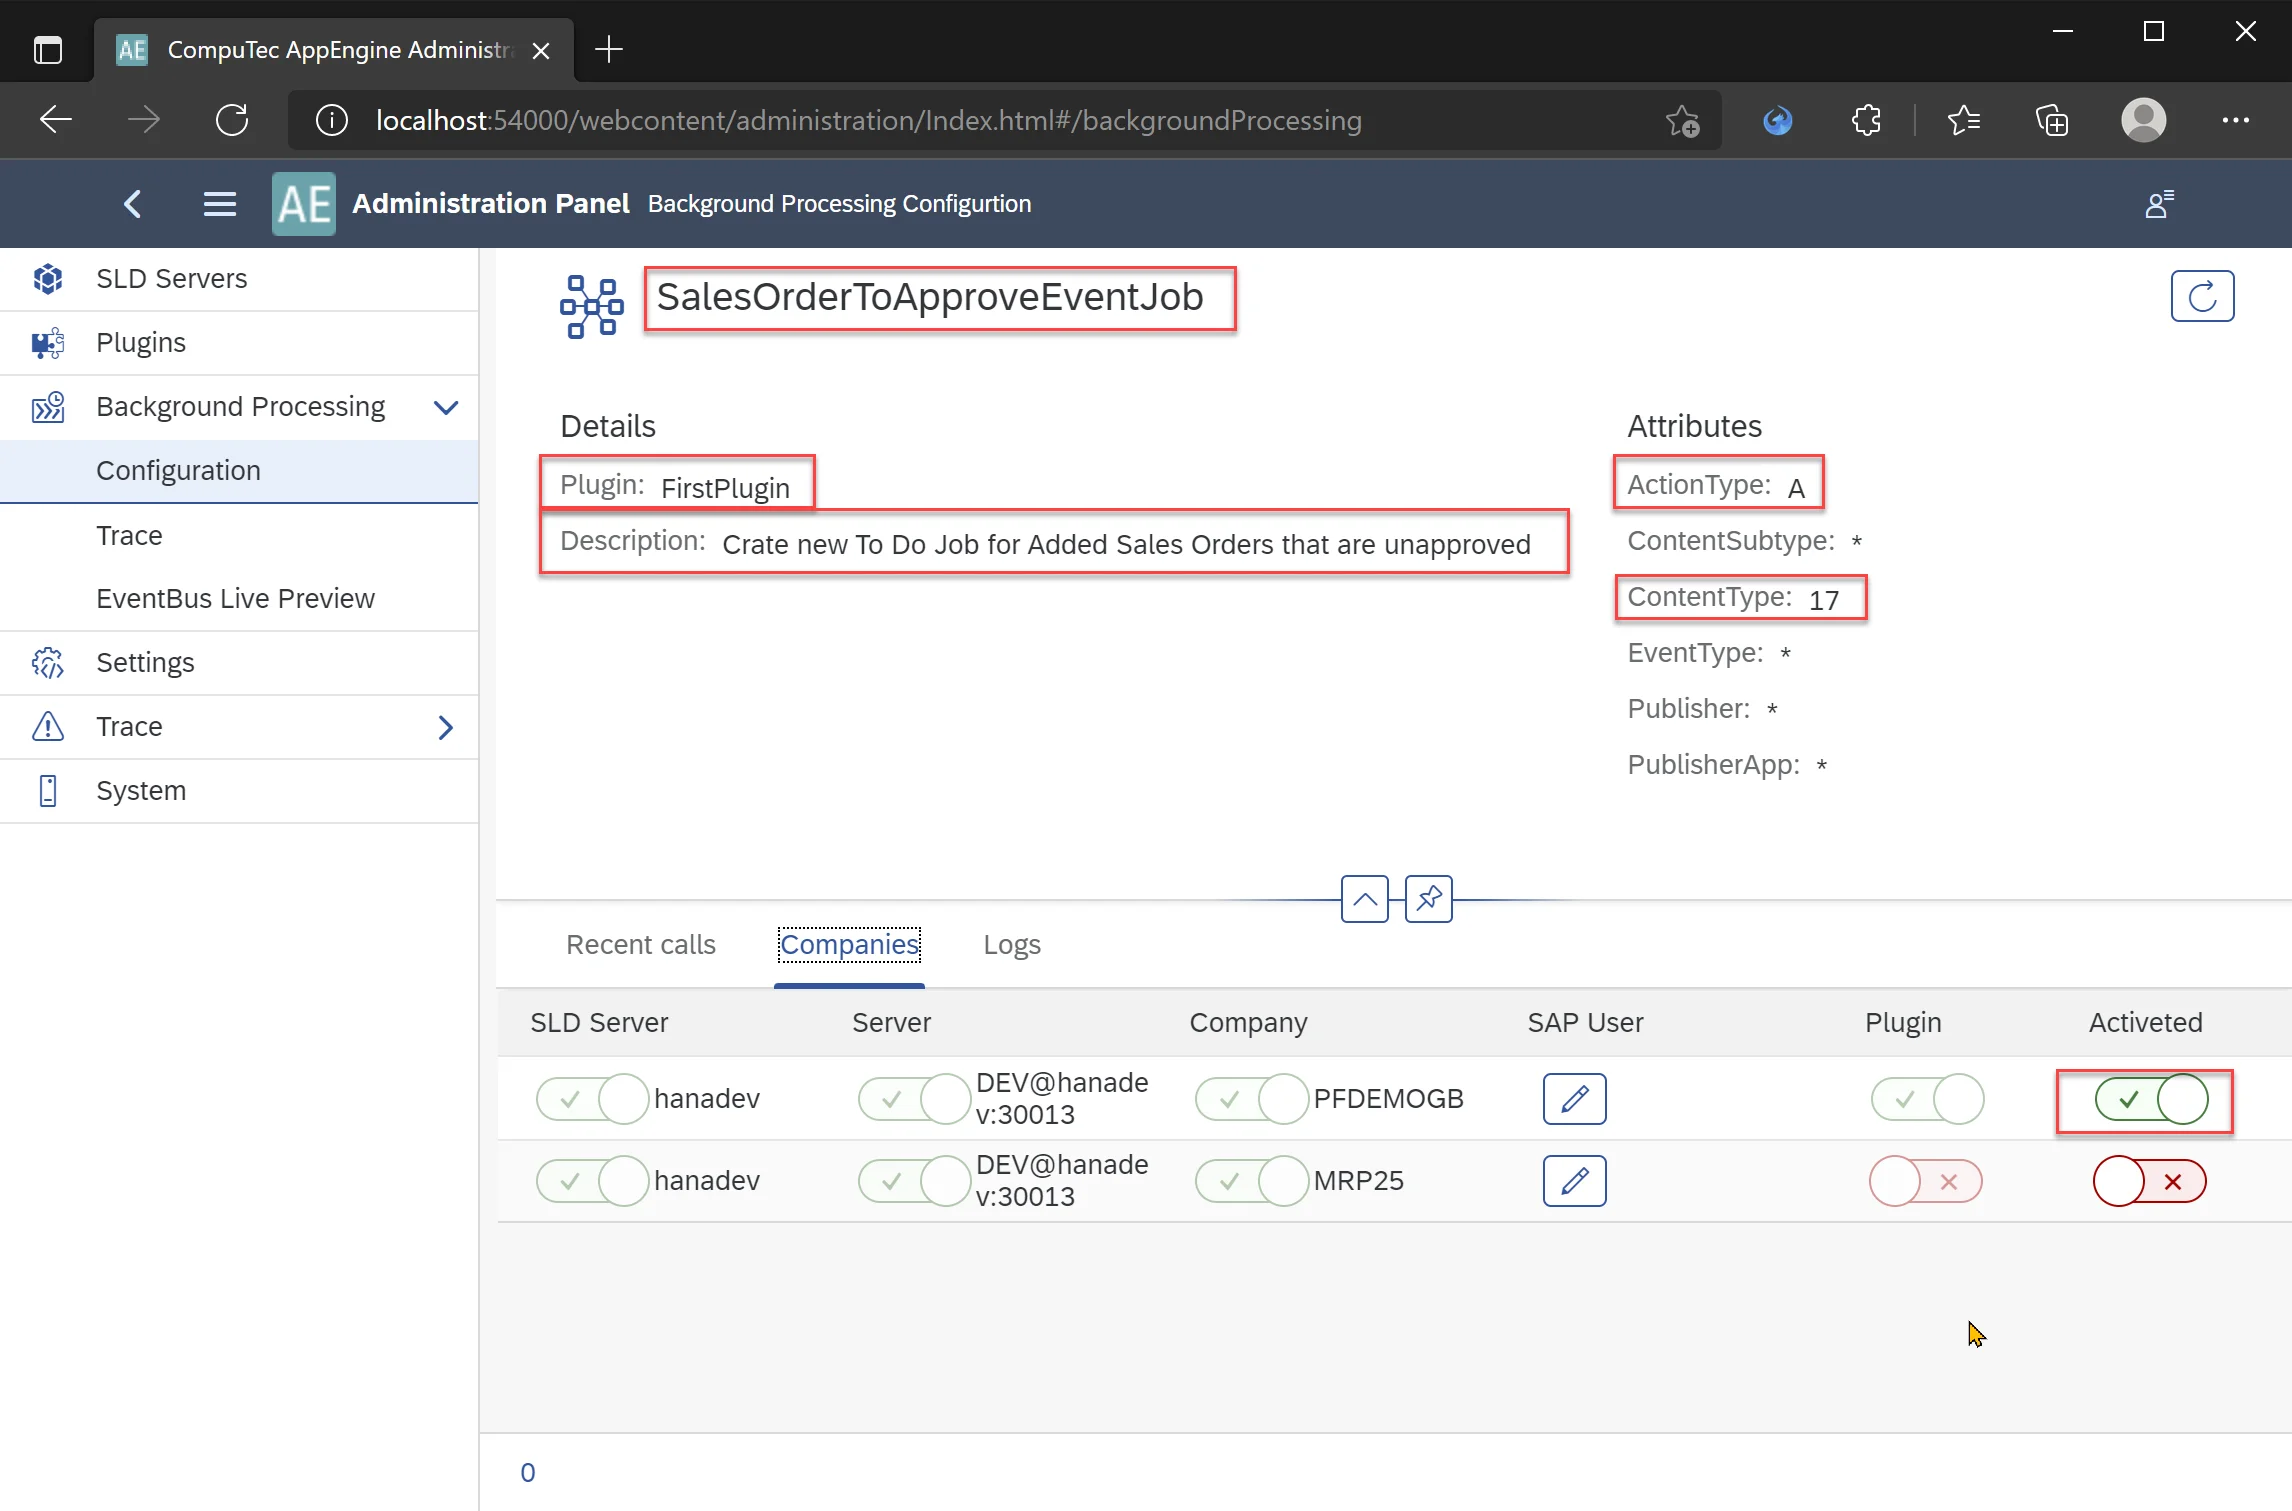 AE CompuTec AppEngine Administr
localhost:54000/webcontent/administration/Index.html#/backgroundProcessing
AE Administration Panel Background Processing Configurtion
SLD Servers
Plugins
Background Processing
Configuration
Trace
EventBus Live Preview
Settings
Trace
System
SalesOrderToApproveEventJob
Details
Plugin: FirstPlugin
Description: Crate new To Do Job for Added Sales Orders that are unapproved
Attributes
ActionType: A
ContentSubtype: *
ContentType: 17
EventType: *
Publisher: *
PublisherApp: *
Recent calls Companies Logs
SLD Server Server Company SAP User Plugin Activeted
hanadev DEV@hanade
v:30013 PFDEMOGB
hanadev DEV@hanade
v:30013 MRP25
0